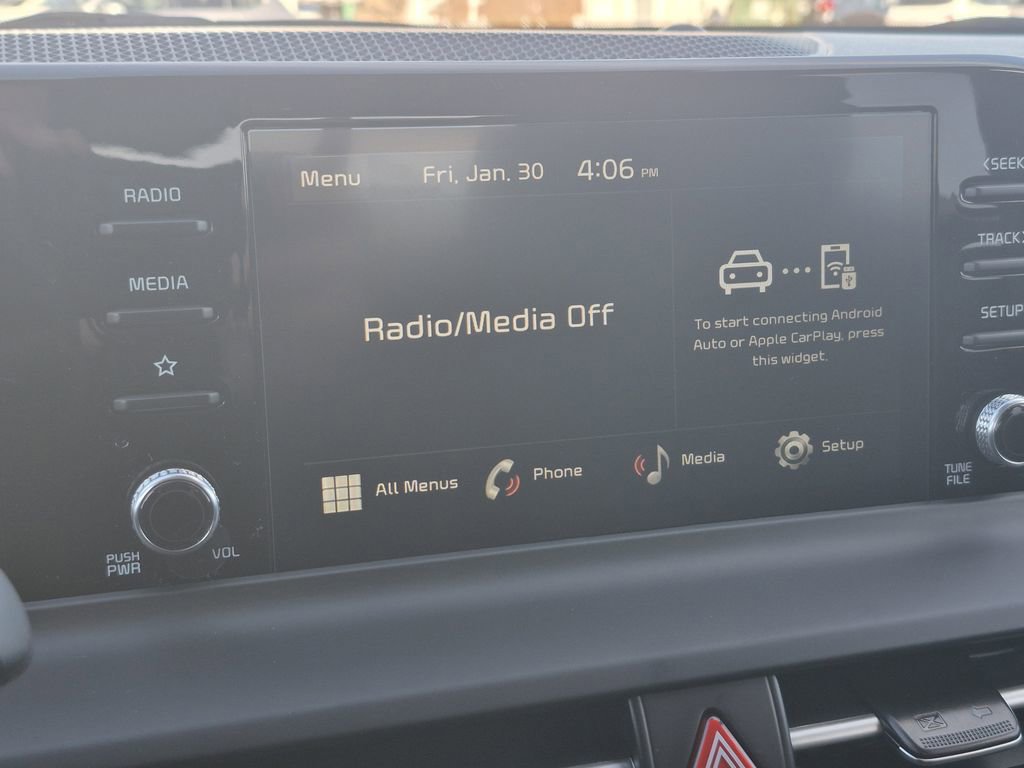 Menu Fri, Jan. 30 4:06 PM
RADIO
MEDIA
Radio/Media Off
To start connecting Android
Auto or Apple CarPlay, press
this widget.
All Menus
Phone
Media
Setup
PUSH
PWR
VOL
<SEEK
TRACK>
SETUP
TUNE
FILE